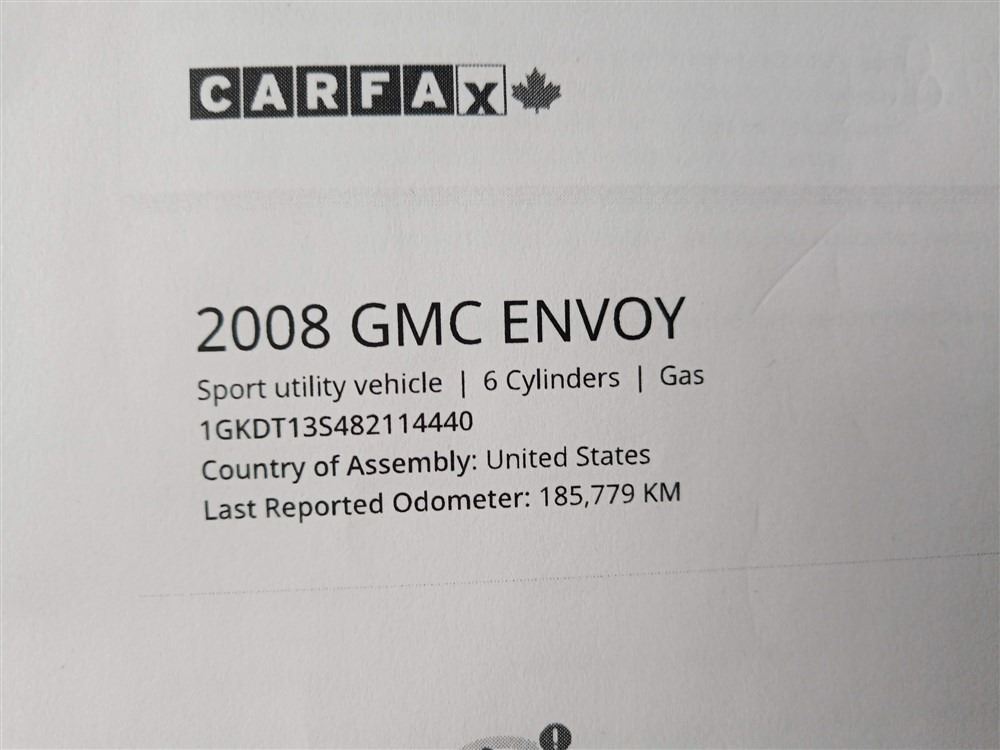 CARFAX
2008 GMC ENVOY
Sport utility vehicle | 6 Cylinders | Gas
1GKDT13S482114440
Country of Assembly: United States
Last Reported Odometer: 185,779 KM
!